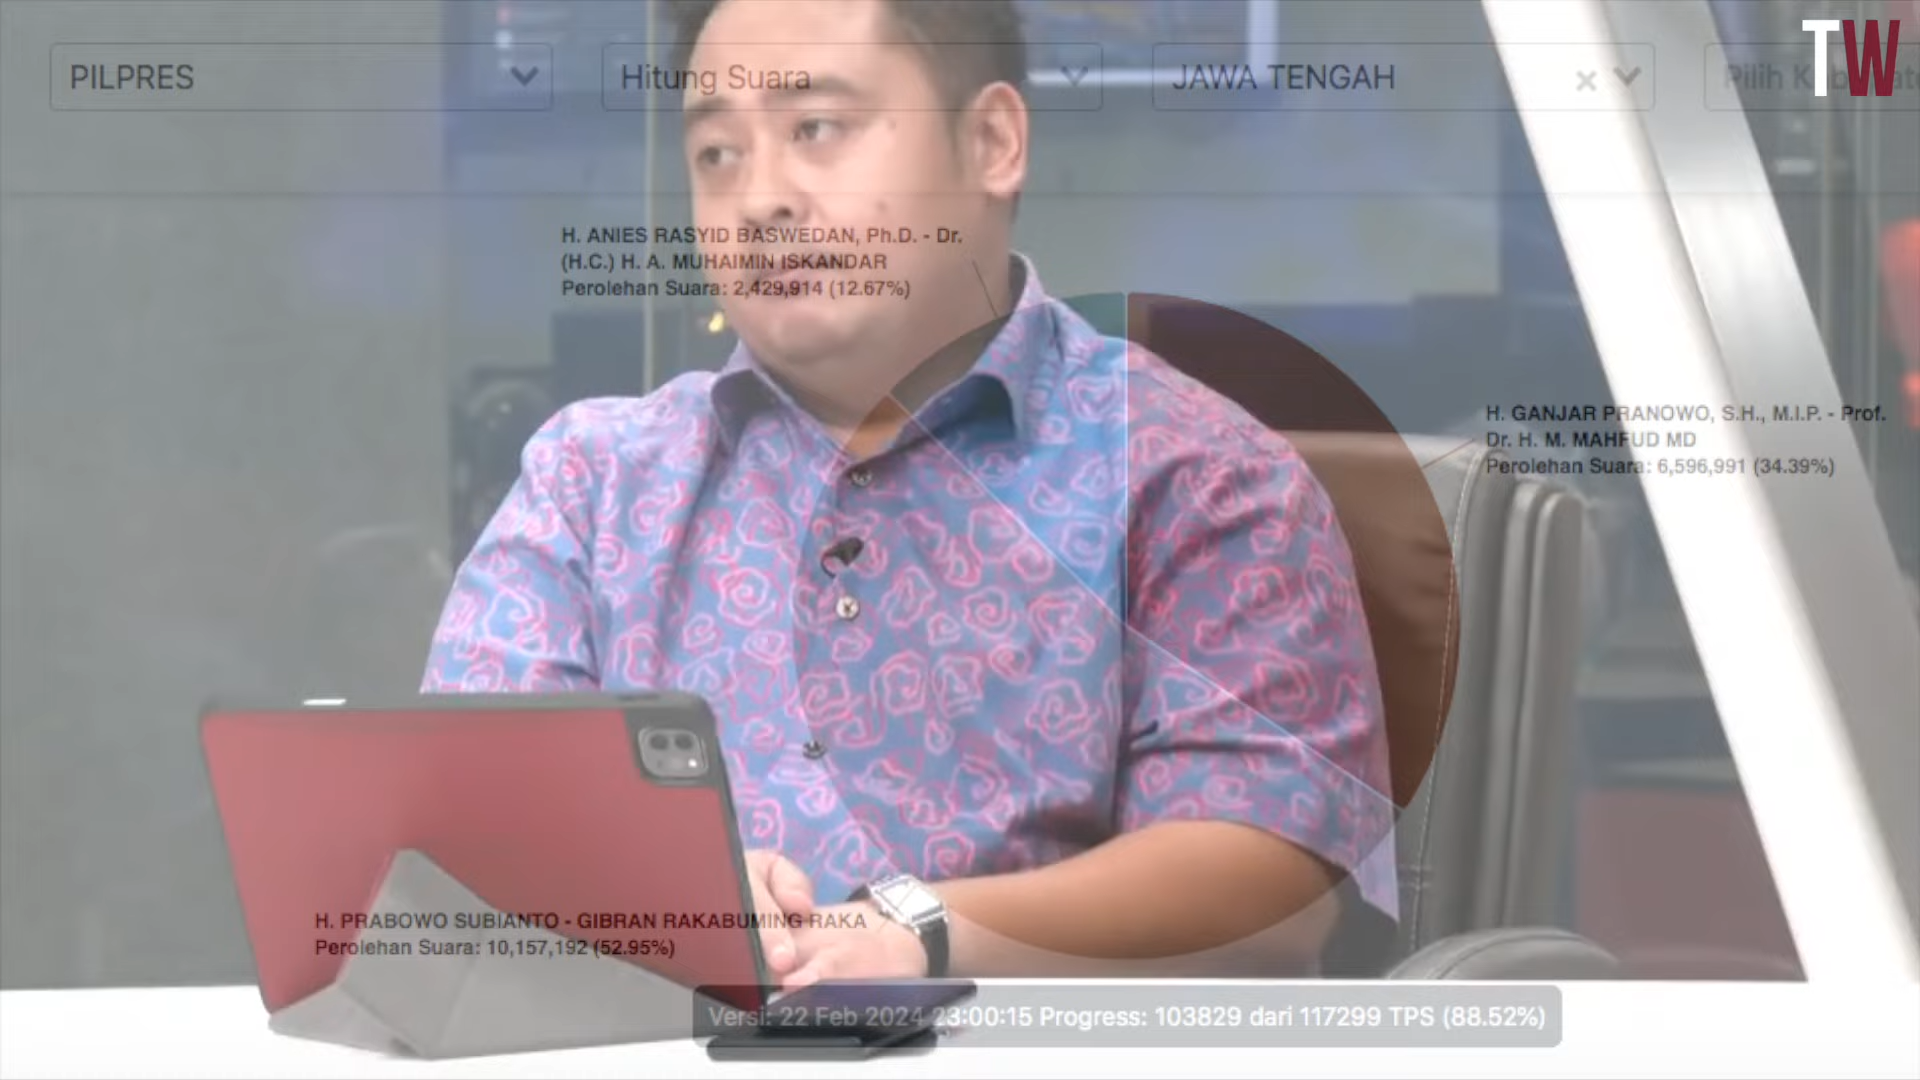 PILPRES
Hitung Suara
JAWA TENGAH
TW
H. ANIES RASYID BASWEDAN, Ph.D. - Dr.
(H.C.) H. A. MUHAIMIN ISKANDAR
Perolehan Suara: 2,429,914 (12.67%)
H. GANJAR PRANOWO, S.H., M.I.P. - Prof.
Dr. H. M. MAHFUD MD
Perolehan Suara: 6,596,991 (34.39%)
H. PRABOWO SUBIANTO - GIBRAN RAKABUMING RAKA
Perolehan Suara: 10,157,192 (52.95%)
Versi: 22 Feb 2024 23:00:15 Progress: 103829 dari 117299 TPS (88.52%)